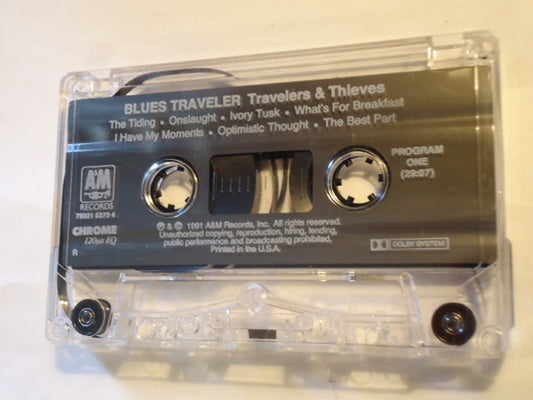 BLUES TRAVELER Travelers & Thieves
The Tiding • Onslaught • Ivory Tusk • What's For Breakfast
I Have My Moments • Optimistic Thought • The Best Part
A&M
RECORDS
75021 5373 4
CHROME
120µs EQ
R
PROGRAM
ONE
(29:07)
℗ & © 1991 A&M Records, Inc. All rights reserved.
Unauthorized copying, reproduction, hiring, lending,
public performance and broadcasting prohibited.
Printed in the U.S.A.
DOLBY SYSTEM